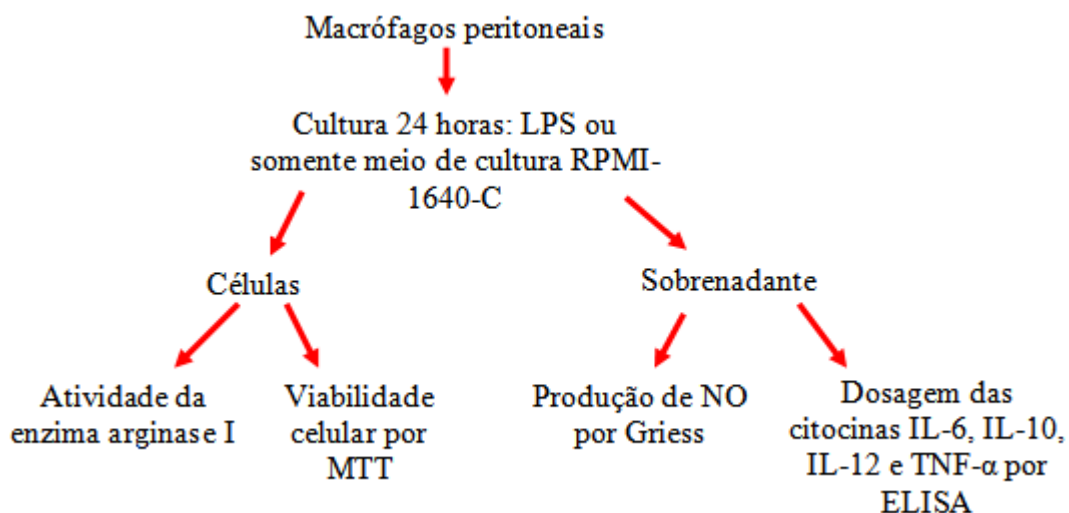 Macrófagos peritoneais
Cultura 24 horas: LPS ou
somente meio de cultura RPMI-
1640-C
Células
Sobrenadante
Atividade da
enzima arginase I
Viabilidade
celular por
MTT
Produção de NO
por Griess
Dosagem das
citocinas IL-6, IL-10,
IL-12 e TNF-α por
ELISA